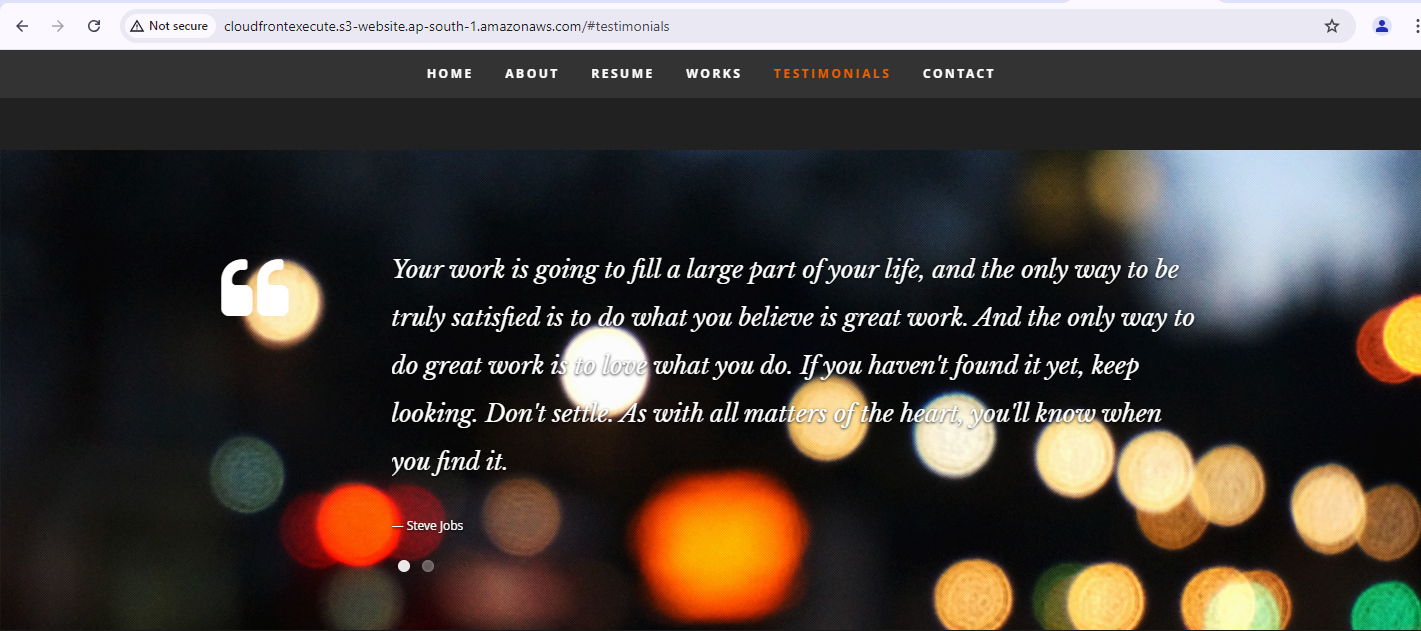 Not secure
cloudfrontexecute.s3-website.ap-south-1.amazonaws.com/#testimonials
HOME ABOUT RESUME WORKS TESTIMONIALS CONTACT
Your work is going to fill a large part of your life, and the only way to be
truly satisfied is to do what you believe is great work. And the only way to
do great work is to love what you do. If you haven't found it yet, keep
looking. Don't settle. As with all matters of the heart, you'll know when
you find it.
— Steve Jobs